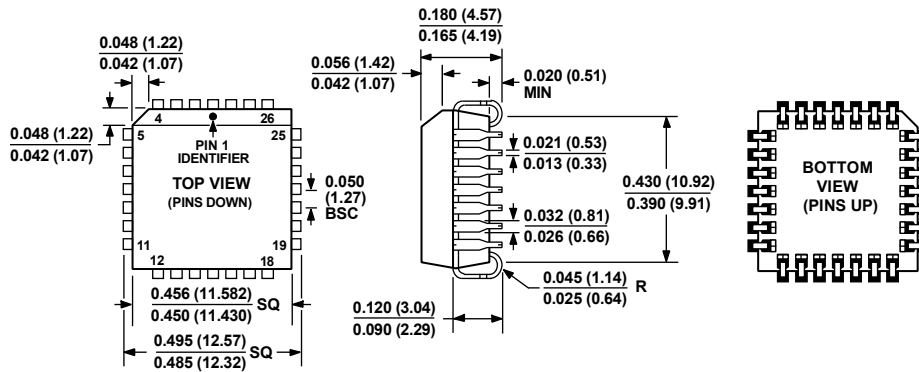 0.048 (1.22)
0.042 (1.07)
0.048 (1.22)
0.042 (1.07)
4
26
5
25
PIN 1
IDENTIFIER
TOP VIEW
(PINS DOWN)
0.050
(1.27)
BSC
11
19
12
18
0.456 (11.582)
0.450 (11.430)
SQ
0.495 (12.57)
0.485 (12.32)
SQ
0.180 (4.57)
0.165 (4.19)
0.056 (1.42)
0.042 (1.07)
0.020 (0.51)
MIN
0.021 (0.53)
0.013 (0.33)
0.032 (0.81)
0.026 (0.66)
0.430 (10.92)
0.390 (9.91)
0.045 (1.14)
0.025 (0.64)
R
0.120 (3.04)
0.090 (2.29)
BOTTOM
VIEW
(PINS UP)